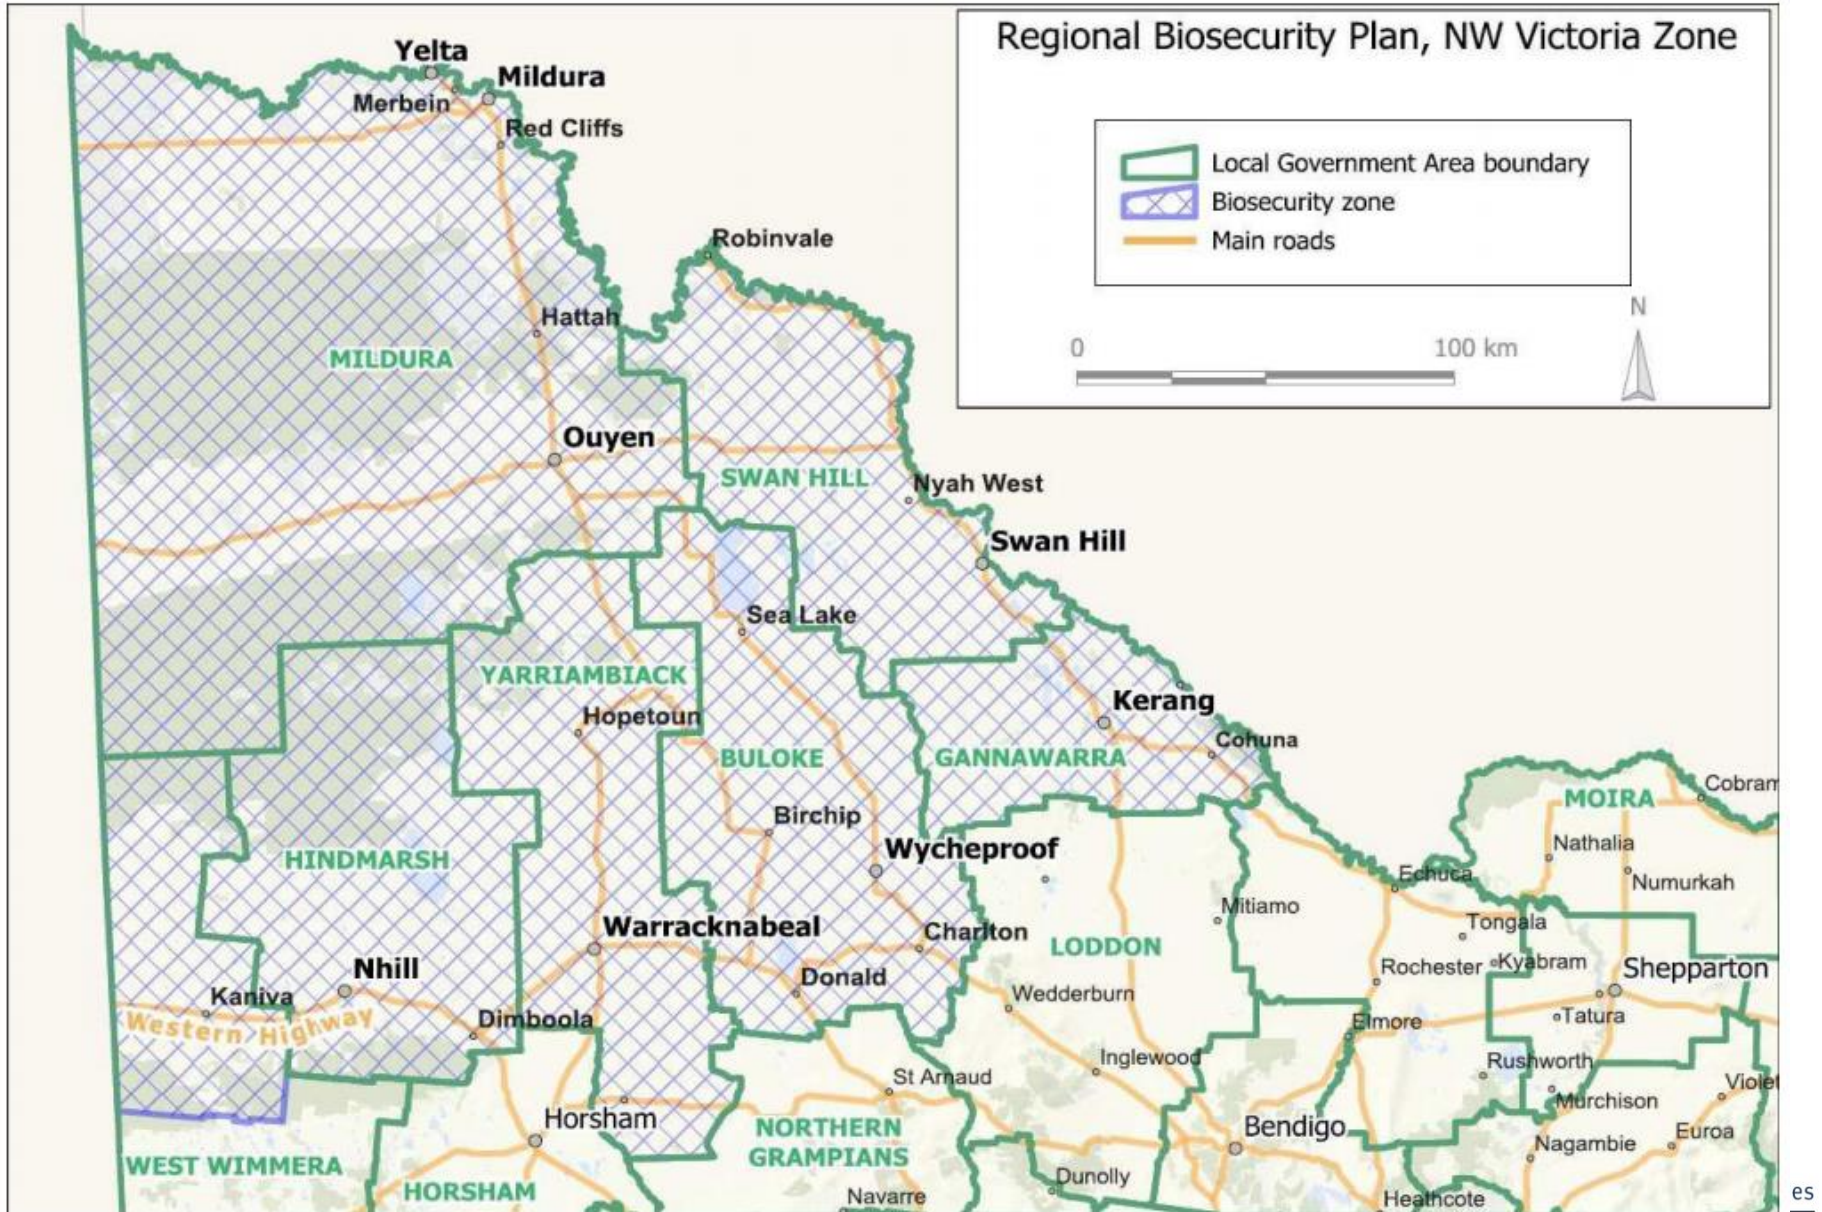 Regional Biosecurity Plan, NW Victoria Zone
Local Government Area boundary
Biosecurity zone
Main roads
0
100 km
N
Yelta
Mildura
Merbein
Red Cliffs
Robinvale
Hattah
MILDURA
Ouyen
SWAN HILL
Nyah West
Swan Hill
Sea Lake
YARRIAMBIACK
Hopetoun
Kerang
Cohuna
BULOKE
GANNAWARRA
Cobram
MOIRA
Birchip
Nathalia
HINDMARSH
Wycheproof
Echuca
Numurkah
Mitiamo
Tongala
Warracknabeal
Charlton
LODDON
Nhill
Donald
Rochester
Kyabram
Shepparton
Kaniva
Wedderburn
Western Highway
Dimboola
Elmore
Tatura
Inglewood
Rushworth
St Arnaud
Violet
Murchison
Horsham
NORTHERN
GRAMPIANS
Bendigo
Nagambie
Euroa
WEST WIMMERA
HORSHAM
Dunolly
Navarre
Heathcote
es